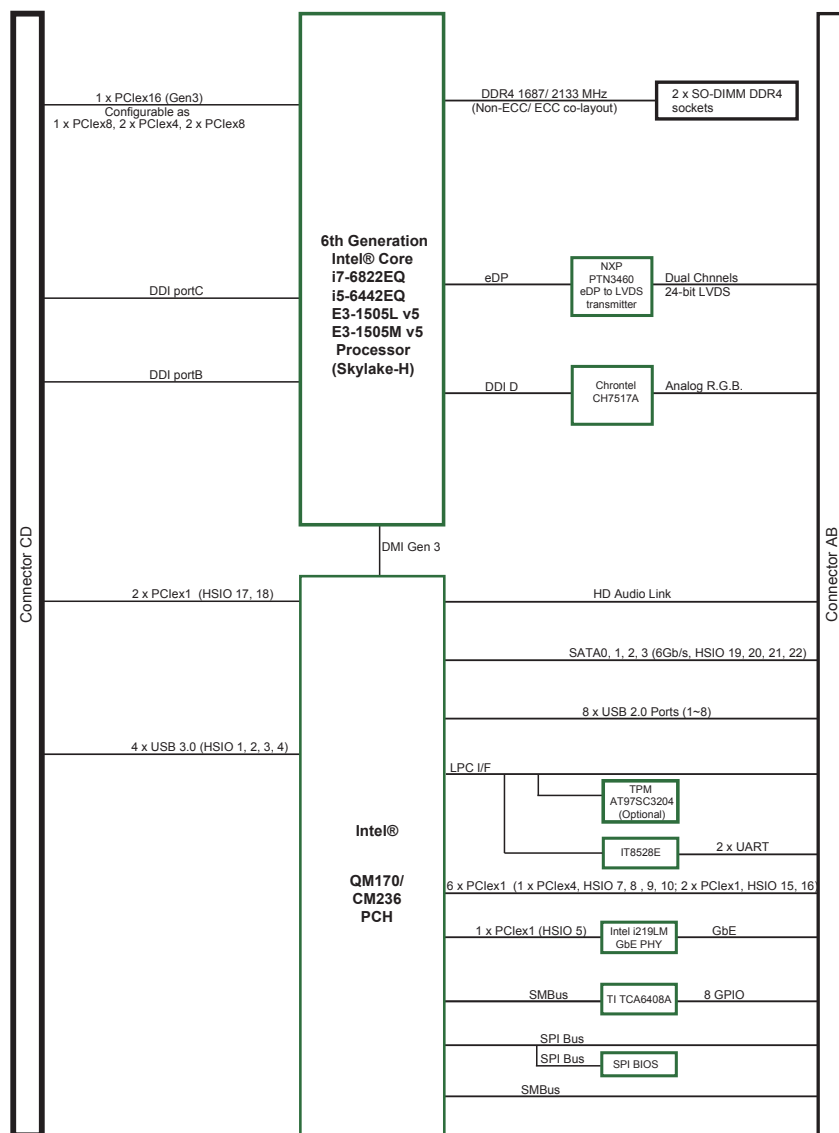 Connector CD
1 x PCIex16 (Gen3)
Configurable as
1 x PCIex8, 2 x PCIex4, 2 x PCIex8
DDI portC
DDI portB
6th Generation
Intel® Core
i7-6822EQ
i5-6442EQ
E3-1505L v5
E3-1505M v5
Processor
(Skylake-H)
DDR4 1687/ 2133 MHz
(Non-ECC/ ECC co-layout)
2 x SO-DIMM DDR4
sockets
eDP
NXP
PTN3460
eDP to LVDS
transmitter
Dual Chnnels
24-bit LVDS
DDI D
Chrontel
CH7517A
Analog R.G.B.
DMI Gen 3
2 x PCIex1 (HSIO 17, 18)
4 x USB 3.0 (HSIO 1, 2, 3, 4)
Intel®
QM170/
CM236
PCH
HD Audio Link
SATA0, 1, 2, 3 (6Gb/s, HSIO 19, 20, 21, 22)
8 x USB 2.0 Ports (1~8)
LPC I/F
TPM
AT97SC3204
(Optional)
IT8528E
2 x UART
6 x PCIex1 (1 x PCIex4, HSIO 7, 8 , 9, 10; 2 x PCIex1, HSIO 15, 16)
1 x PCIex1 (HSIO 5)
Intel i219LM
GbE PHY
GbE
SMBus
TI TCA6408A
8 GPIO
SPI Bus
SPI Bus
SPI BIOS
SMBus
Connector AB